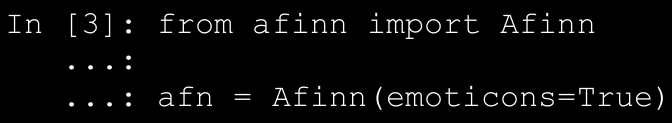 In [3]: from afinn import Afinn
...:
...: afn = Afinn(emoticons=True)